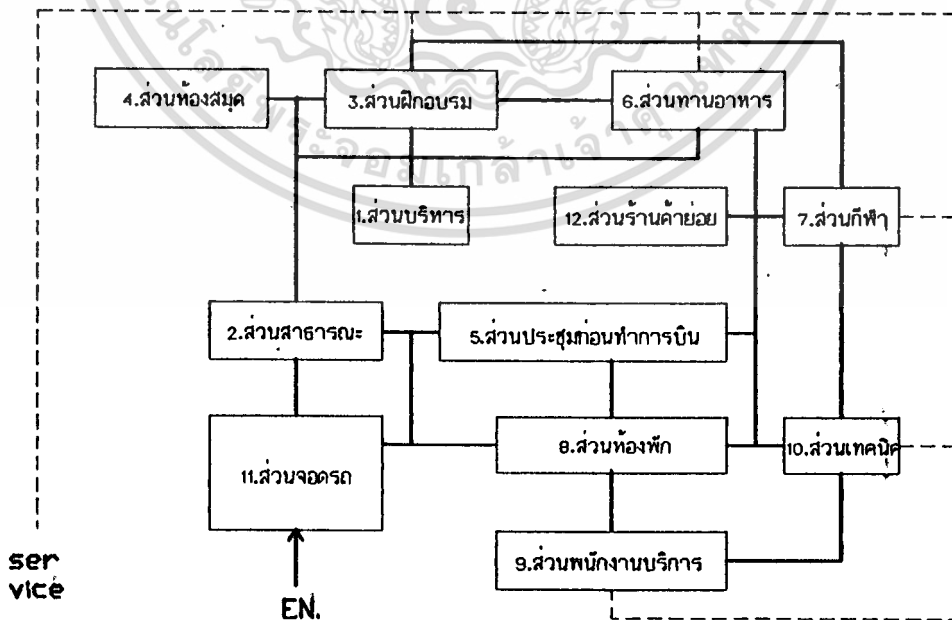 4.ส่วนห้องสมุด
3.ส่วนฝึกอบรม
6.ส่วนทานอาหาร
1.ส่วนบริหาร
12.ส่วนร้านค้าย่อย
7.ส่วนกีฬา
2.ส่วนสาธารณะ
5.ส่วนประชุมก่อนทำการบิน
11.ส่วนจอดรถ
8.ส่วนห้องพัก
10.ส่วนเทคนิค
9.ส่วนพนักงานบริการ
ser
vice
EN.